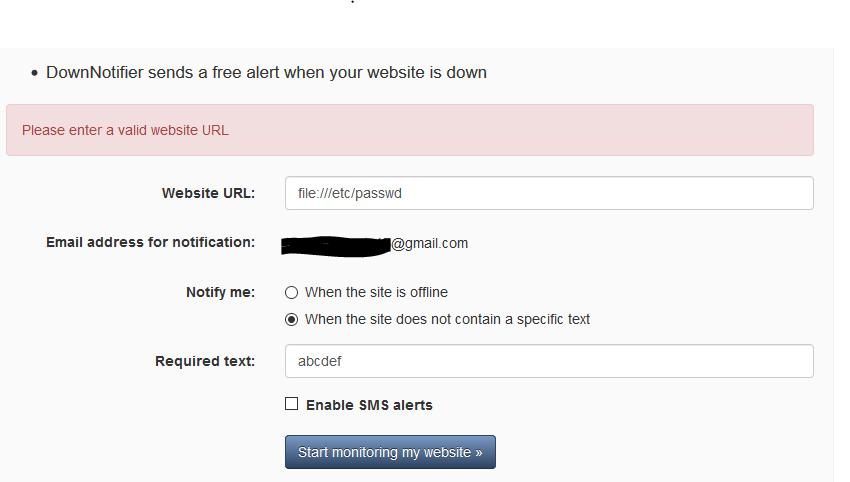 DownNotifier sends a free alert when your website is down
Please enter a valid website URL
Website URL: file:///etc/passwd
Email address for notification: @gmail.com
Notify me: When the site is offline
When the site does not contain a specific text
Required text: abcdef
Enable SMS alerts
Start monitoring my website »